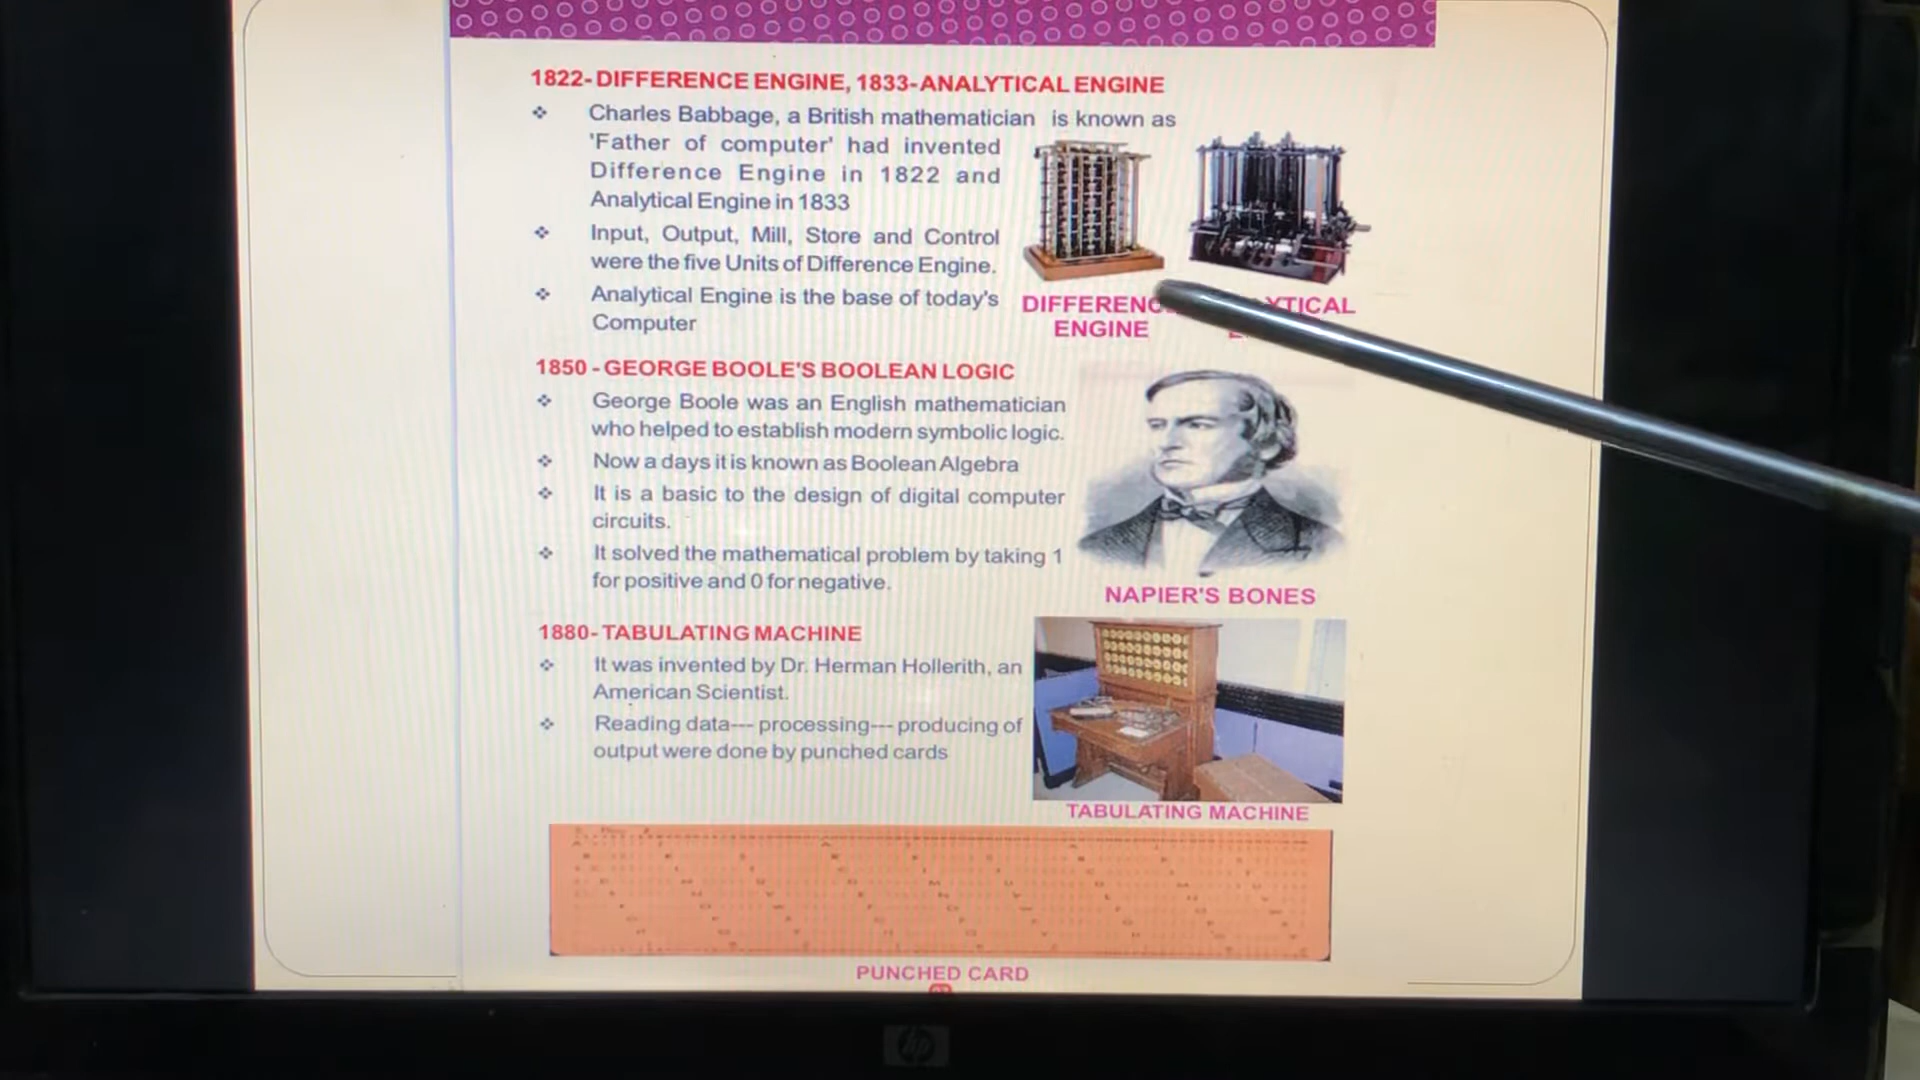 1822- DIFFERENCE ENGINE, 1833- ANALYTICAL ENGINE
Charles Babbage, a British mathematician is known as
'Father of computer' had invented
Difference Engine in 1822 and
Analytical Engine in 1833
Input, Output, Mill, Store and Control
were the five Units of Difference Engine.
Analytical Engine is the base of today's
Computer
DIFFERENC
ENGINE
YTICAL
1850 - GEORGE BOOLE'S BOOLEAN LOGIC
George Boole was an English mathematician
who helped to establish modern symbolic logic.
Now a days it is known as Boolean Algebra
It is a basic to the design of digital computer
circuits.
It solved the mathematical problem by taking 1
for positive and 0 for negative.
NAPIER'S BONES
1880- TABULATING MACHINE
It was invented by Dr. Herman Hollerith, an
American Scientist.
Reading data--- processing--- producing of
output were done by punched cards
TABULATING MACHINE
PUNCHED CARD
hp